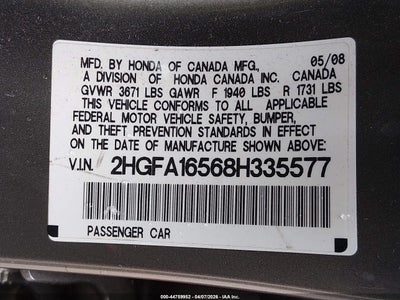 MFD. BY HONDA OF CANADA MFG., 05/08
A DIVISION OF HONDA CANADA INC. CANADA
GVWR 3671 LBS GAWR F 1940 LBS R 1731 LBS
THIS VEHICLE CONFORMS TO ALL APPLICABLE
FEDERAL MOTOR VEHICLE SAFETY, BUMPER,
AND THEFT PREVENTION STANDARDS IN EFFECT
ON THE DATE OF MANUFACTURE SHOWN ABOVE:
V.I.N. 2HGFA16568H335577
PASSENGER CAR
000-44759952 - 04/07/2026 - IAA Inc.